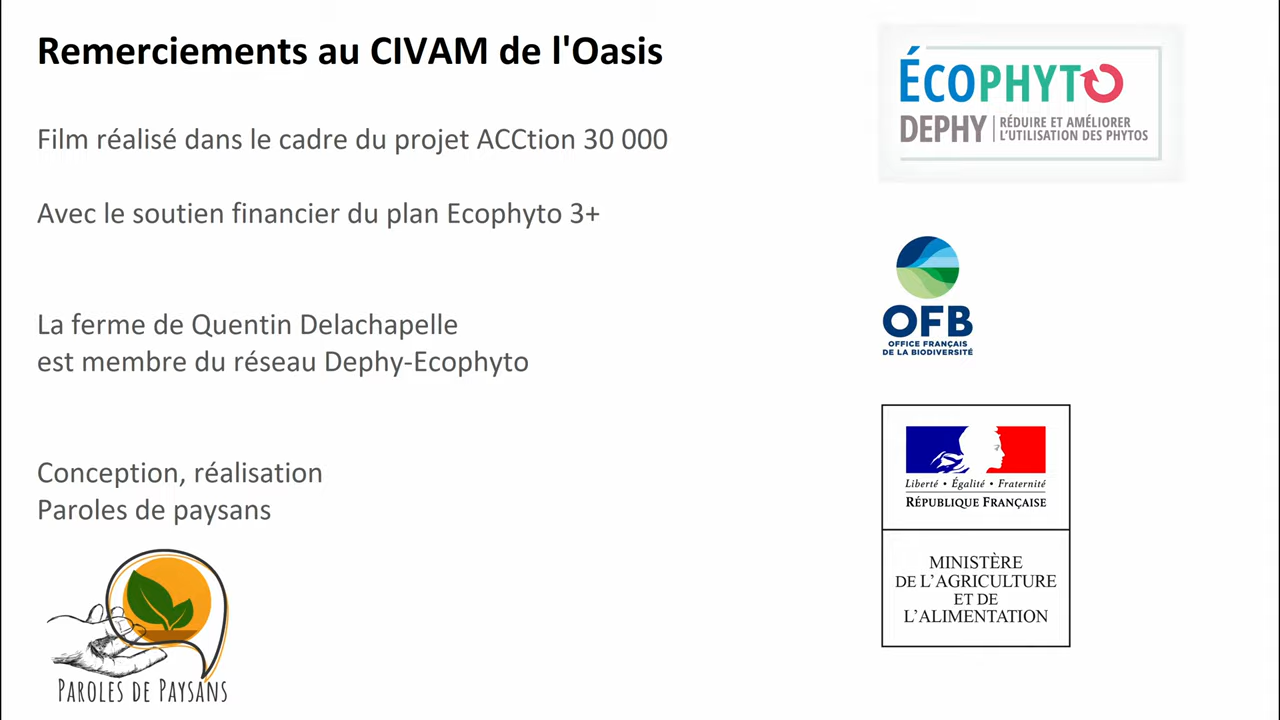 Remerciements au CIVAM de l'Oasis
Film réalisé dans le cadre du projet ACCtion 30 000
Avec le soutien financier du plan Ecophyto 3+
La ferme de Quentin Delachapelle
est membre du réseau Dephy-Ecophyto
Conception, réalisation
Paroles de paysans
PAROLES DE PAYSANS
ÉCOPHYTO
DEPHY
RÉDUIRE ET AMÉLIORER
L'UTILISATION DES PHYTOS
OFB
OFFICE FRANÇAIS
DE LA BIODIVERSITÉ
Liberté • Égalité • Fraternité
RÉPUBLIQUE FRANÇAISE
MINISTÈRE
DE L'AGRICULTURE
ET DE
L'ALIMENTATION